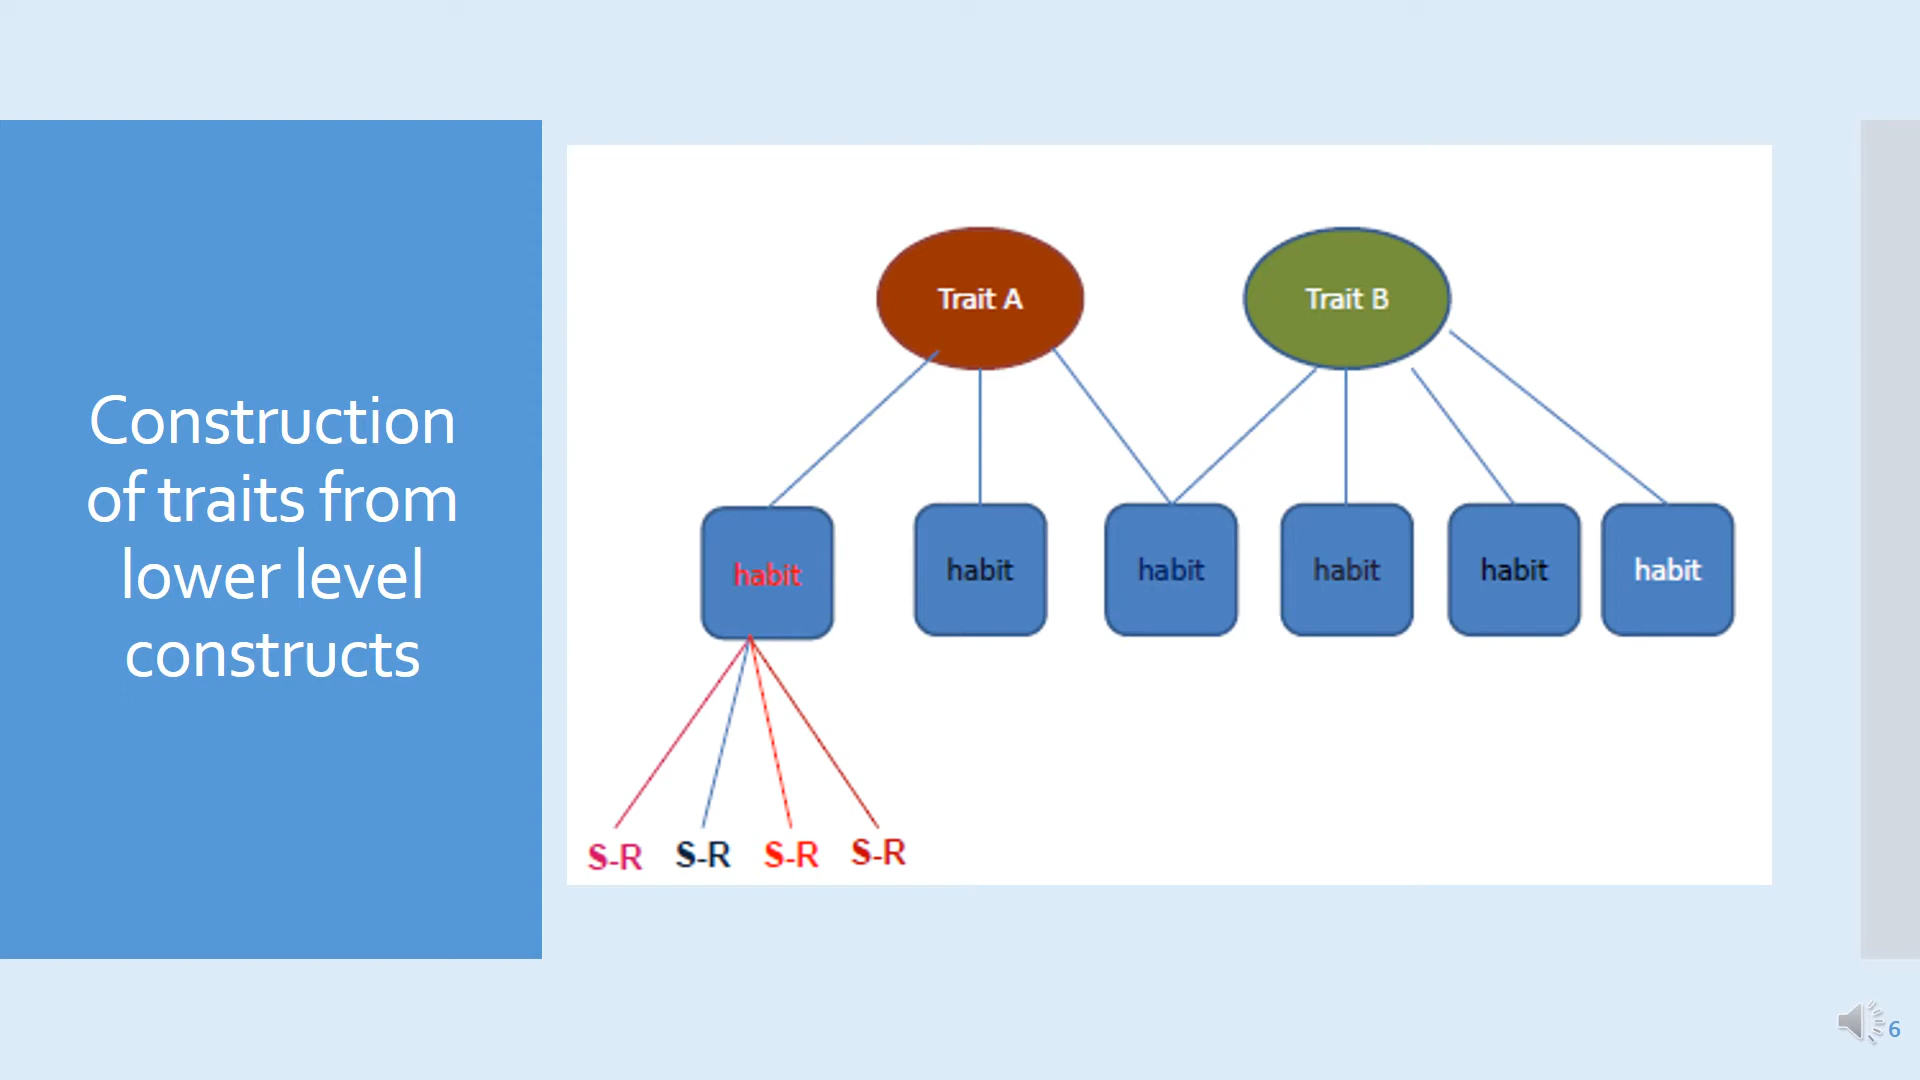 Construction
of traits from
lower level
constructs
Trait A
Trait B
habit
habit
habit
habit
habit
habit
S-R
S-R
S-R
S-R
6